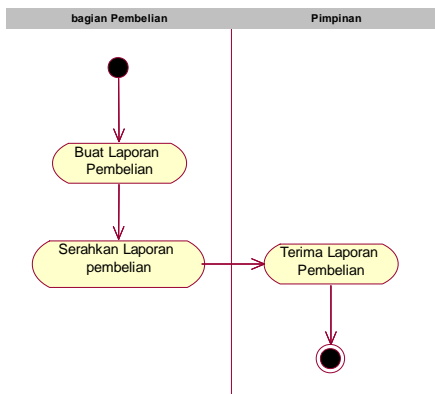 bagian Pembelian
Pimpinan
Buat Laporan
Pembelian
Serahkan Laporan
pembelian
Terima Laporan
Pembelian